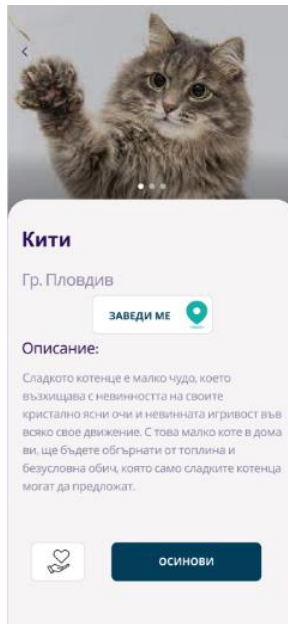 Кити
Гр. Пловдив
ЗАВЕДИ МЕ
Описание:
Сладкото котенце е малко чудо, което
възхищава с невинността на своите
кристално ясни очи и невинната игривост във
всяко свое движение. С това малко коте в дома
ви, ще бъдете обгърнати от топлина и
безусловна обич, която само сладките котенца
могат да предложат.
ОСИНОВИ